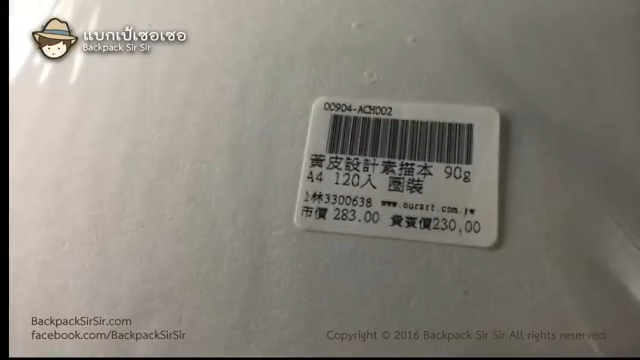 แบกเป้เซอเซอ
Backpack Sir Sir
00904-ACH002
黃皮設計素描本 90g
A4 120入 圈裝
士林3300638 www.ourart.com.tw
市價 283.00 貴賓價230.00
BackpackSirSir.com
facebook.com/BackpackSirSir
Copyright © 2016 Backpack Sir Sir All rights reserved